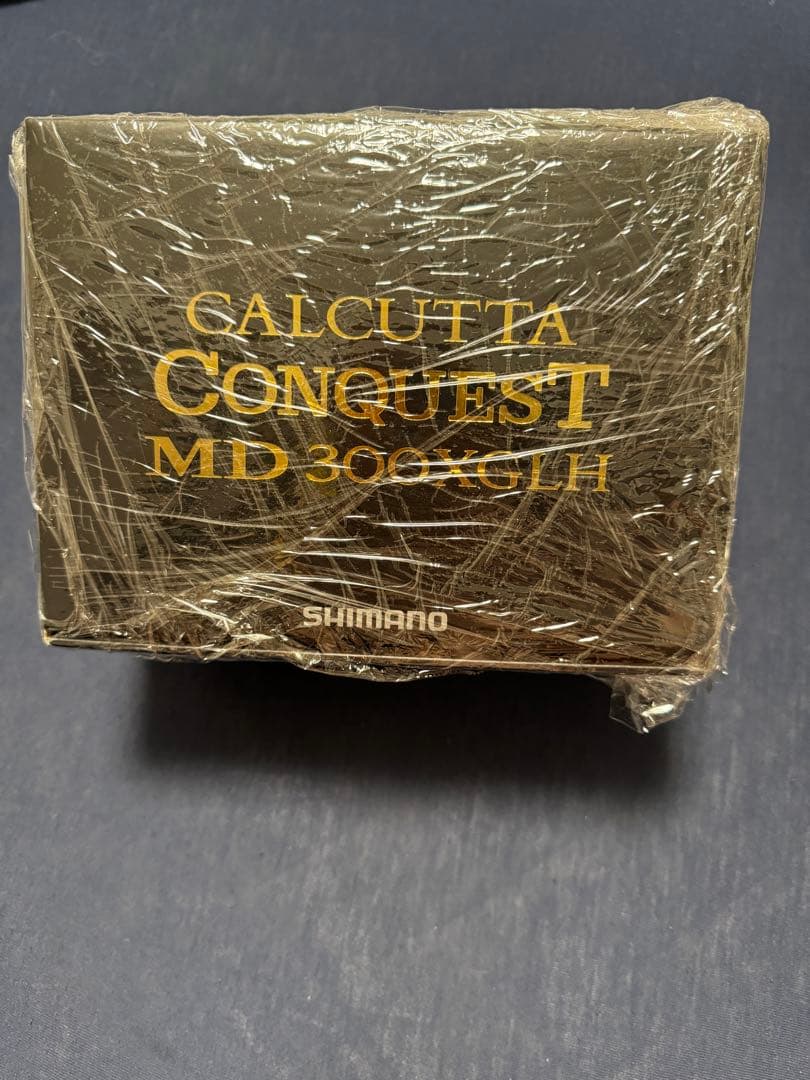 CALCUTTA
CONQUEST
MD 300XGLH
SHIMANO